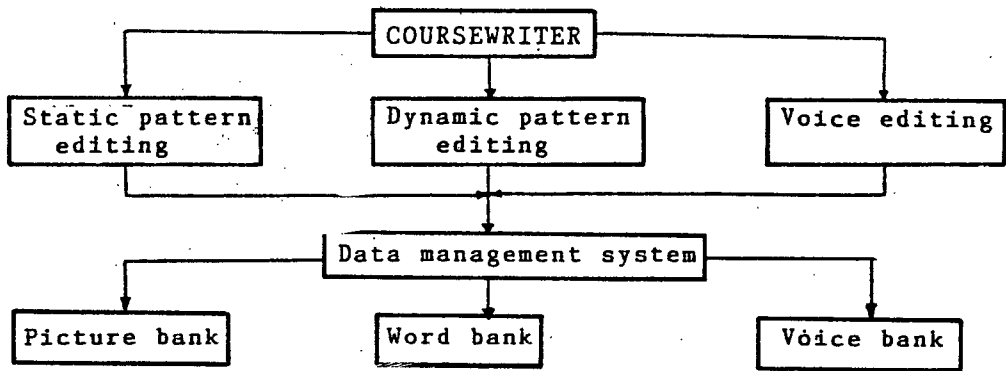 COURSEWRITER
Static pattern
editing
Dynamic pattern
editing
Voice editing
Data management system
Picture bank
Word bank
Voice bank